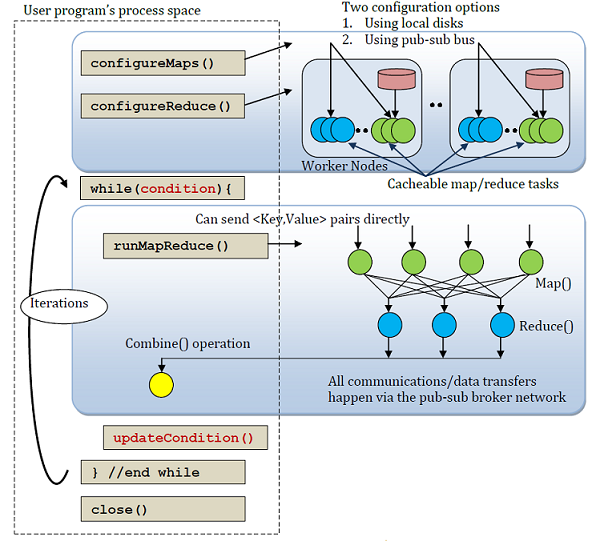 User program's process space
Two configuration options
1. Using local disks
2. Using pub-sub bus
configureMaps()
configureReduce()
Worker Nodes
Cacheable map/reduce tasks
while(condition){
Can send <Key,Value> pairs directly
runMapReduce()
Map()
Iterations
Reduce()
Combine() operation
All communications/data transfers
happen via the pub-sub broker network
updateCondition()
} //end while
close()